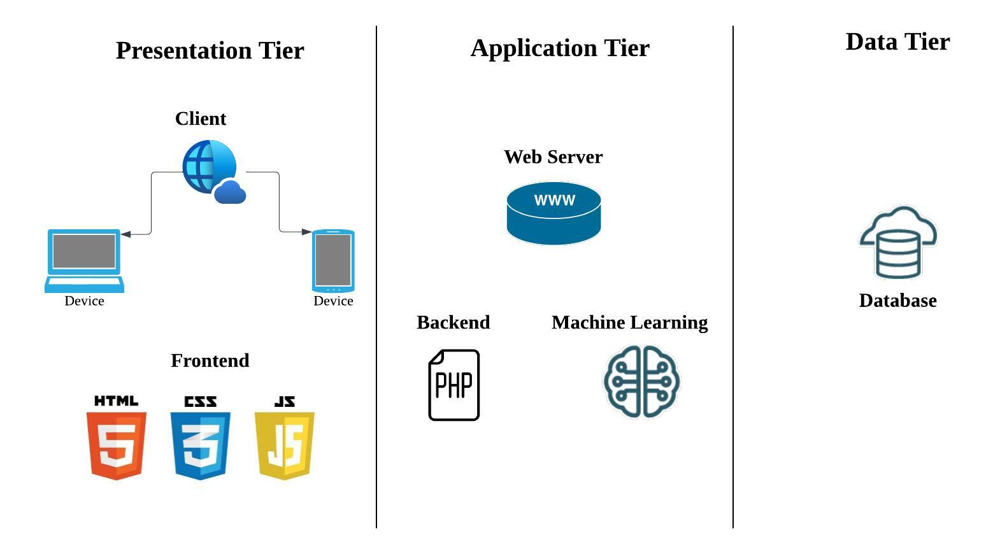 Presentation Tier
Client
Device
Device
Frontend
HTML
CSS
JS
5
3
JS
Application Tier
Web Server
WWW
Backend
Machine Learning
PHP
Data Tier
Database